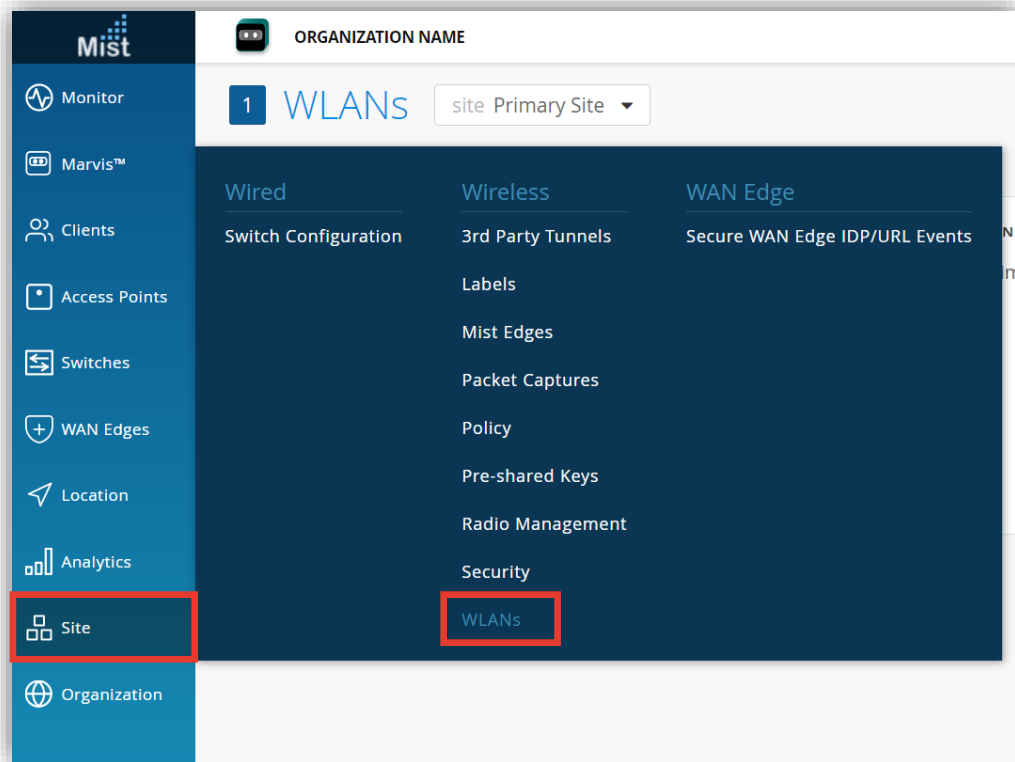 Mist
ORGANIZATION NAME
Monitor
1 WLANs site Primary Site
Marvis™
Wired
Wireless
WAN Edge
Clients
Switch Configuration
3rd Party Tunnels
Secure WAN Edge IDP/URL Events
N
Labels
Access Points
Mist Edges
Switches
Packet Captures
WAN Edges
Policy
Pre-shared Keys
Location
Radio Management
Analytics
Security
Site
WLANs
Organization